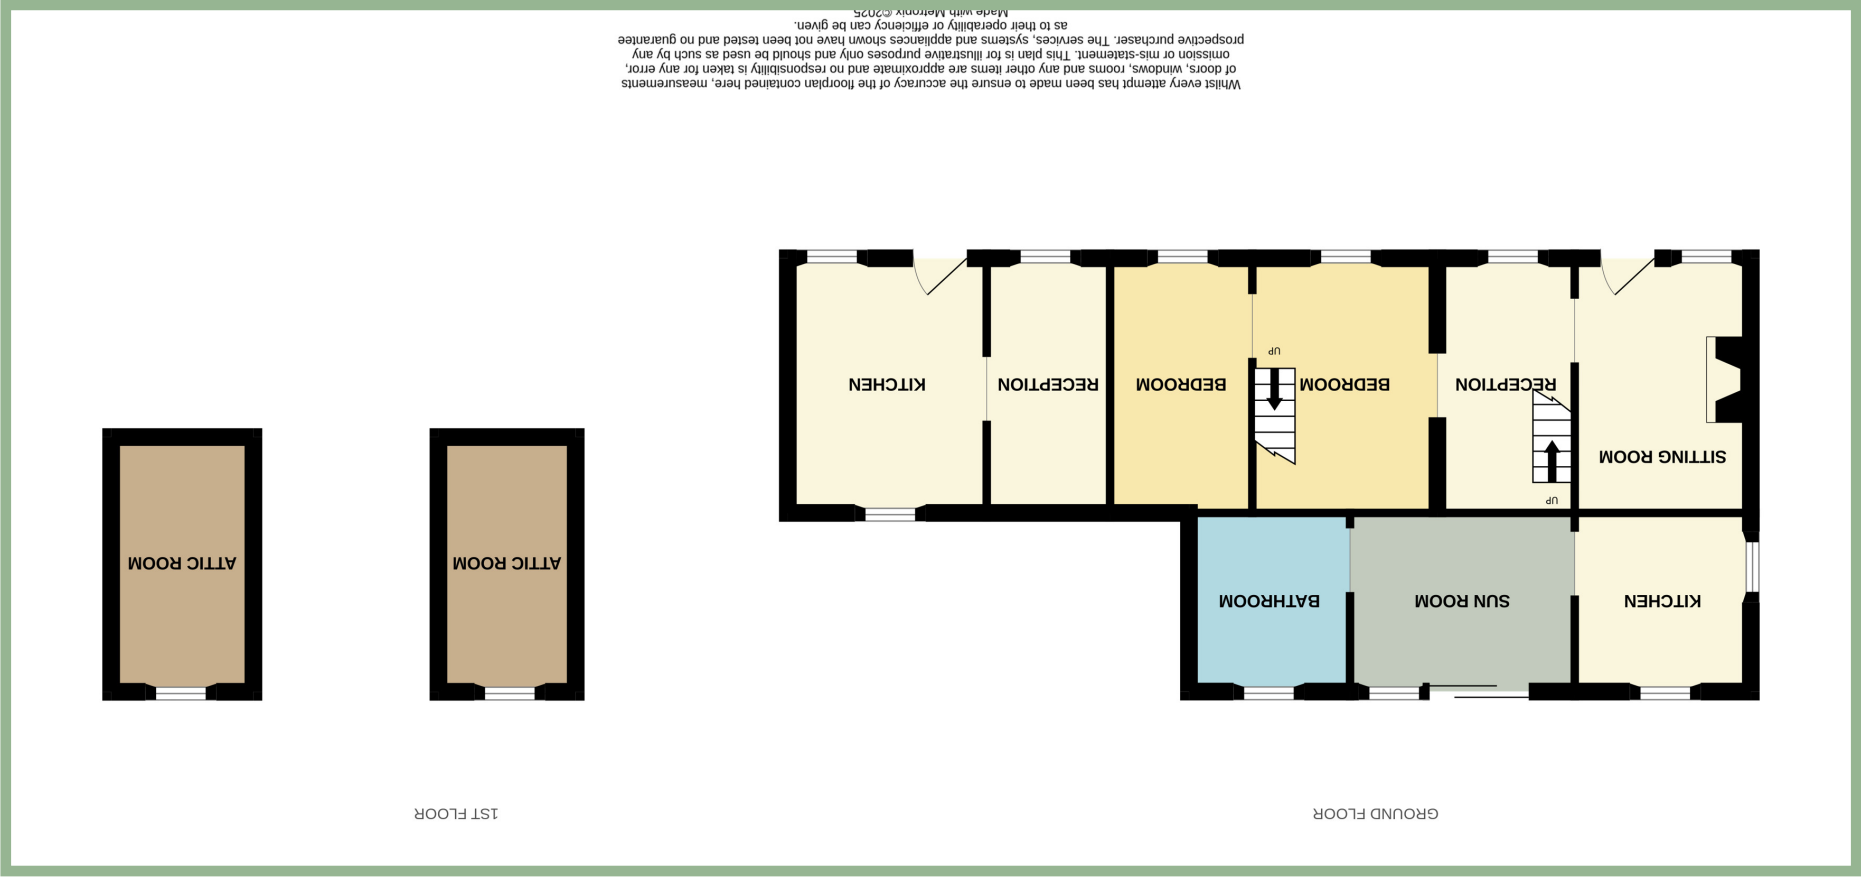 GROUND FLOOR
1ST FLOOR
KITCHEN
SUN ROOM
BATHROOM
ATTIC ROOM
ATTIC ROOM
UP
SITTING ROOM
RECEPTION
BEDROOM
BEDROOM
RECEPTION
KITCHEN
UP
Whilst every attempt has been made to ensure the accuracy of the floorplan contained here, measurements
of doors, windows, rooms and any other items are approximate and no responsibility is taken for any error,
omission or mis-statement. This plan is for illustrative purposes only and should be used as such by any
prospective purchaser. The services, systems and appliances shown have not been tested and no guarantee
as to their operability or efficiency can be given.
Made with Metropix ©2025